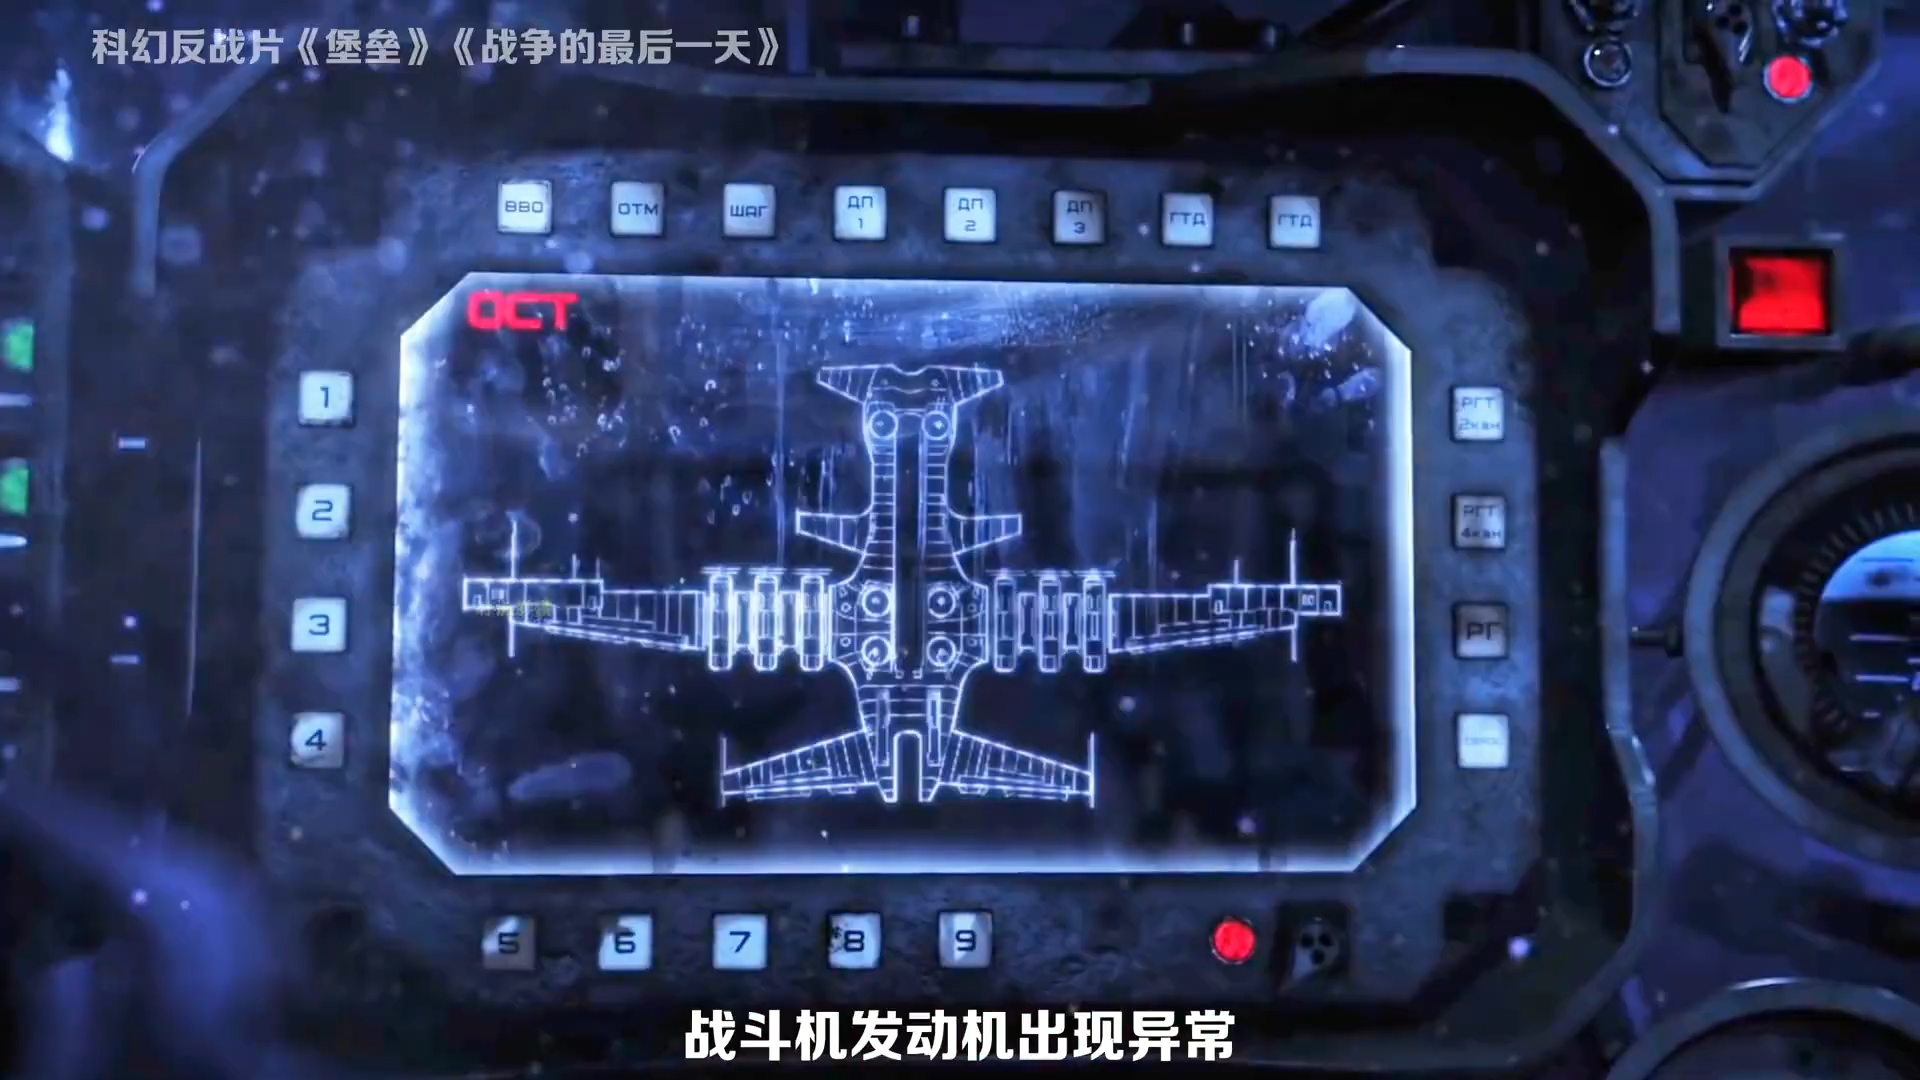 科幻反战片《堡垒》《战争的最后一天》
ВВО
ОТМ
ШАГ
ДП 1
ДП 2
ДП 3
ГТД
ГТД
ОСТ
1
2
3
4
РГТ
2кан
РГТ
4кан
РГ
5
6
7
8
9
战斗机发动机出现异常